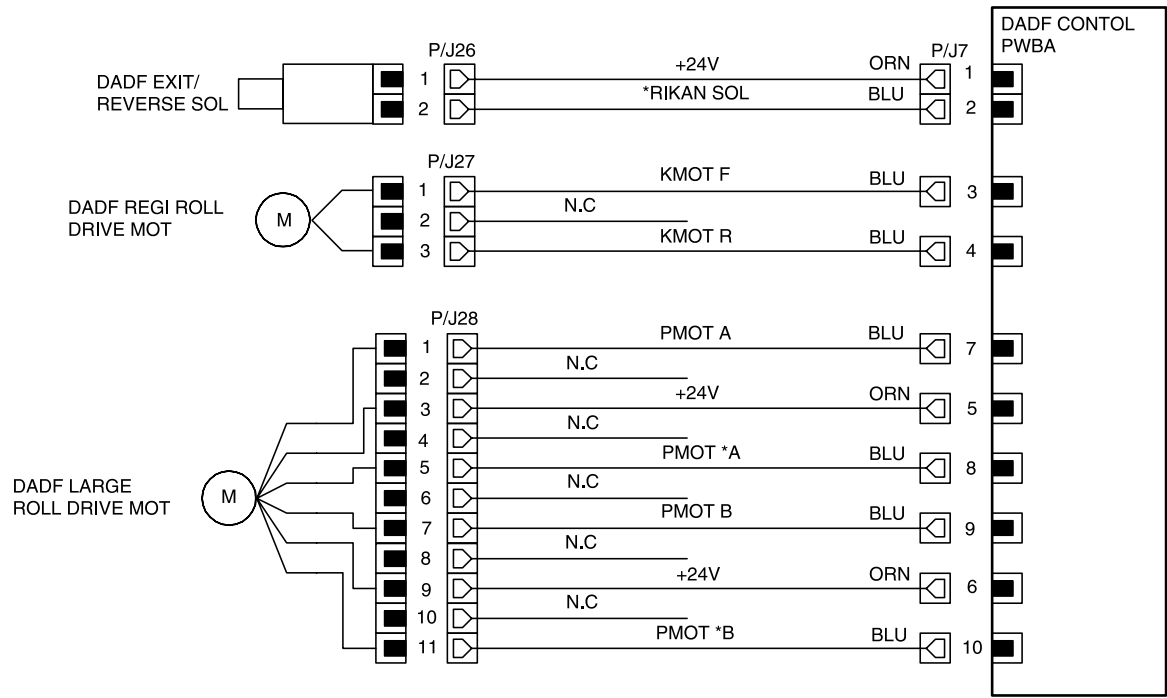 DADF CONTOL
PWBA
P/J26
P/J7
DADF EXIT/
REVERSE SOL
1 +24V ORN 1
2 *RIKAN SOL BLU 2
P/J27
DADF REGI ROLL
DRIVE MOT
M
1 KMOT F BLU 3
2 N.C
3 KMOT R BLU 4
P/J28
DADF LARGE
ROLL DRIVE MOT
M
1 PMOT A BLU 7
2 N.C
3 +24V ORN 5
4 N.C
5 PMOT *A BLU 8
6 N.C
7 PMOT B BLU 9
8 N.C
9 +24V ORN 6
10 N.C
11 PMOT *B BLU 10